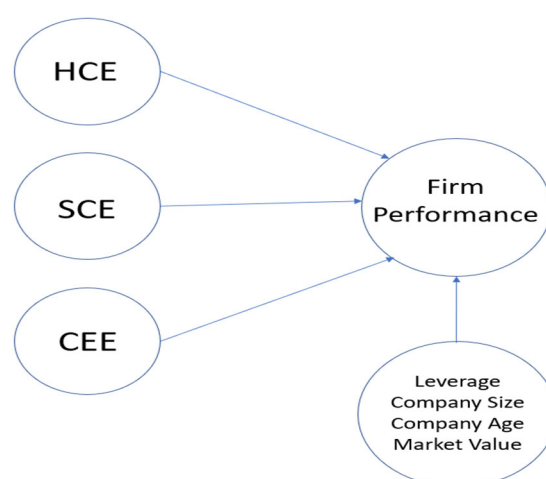 HCE
SCE
CEE
Firm
Performance
Leverage
Company Size
Company Age
Market Value